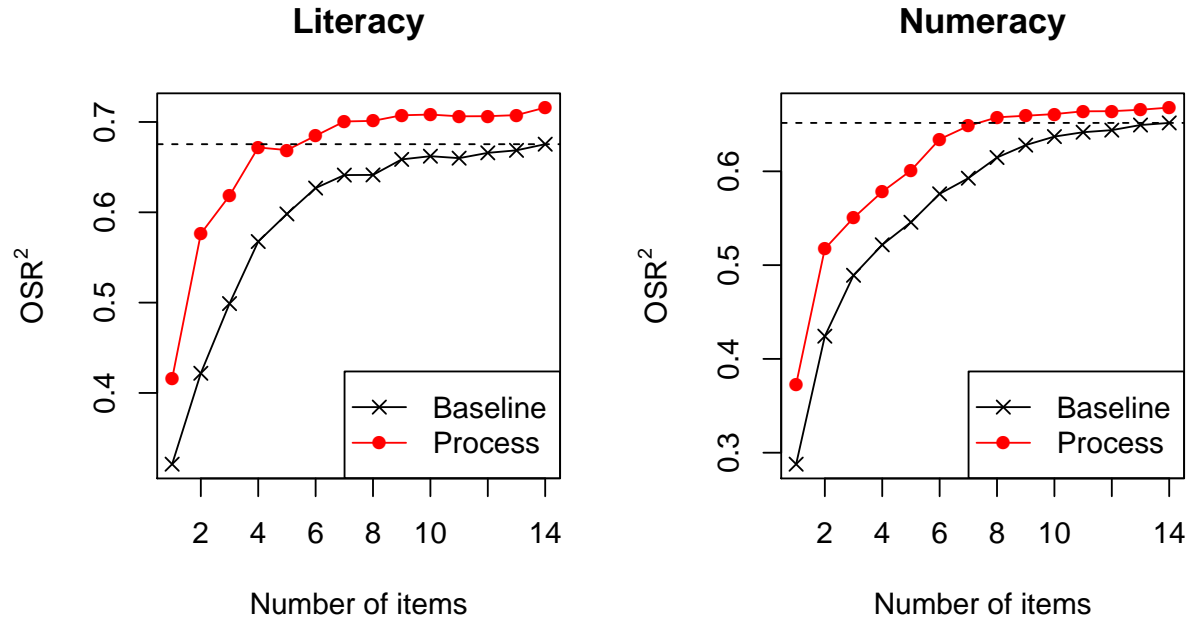 Literacy
0.7
0.6
0.5
0.4
OSR²
Baseline
Process
2 4 6 8 10 14
Number of items
Numeracy
0.6
0.5
0.4
0.3
OSR²
Baseline
Process
2 4 6 8 10 14
Number of items